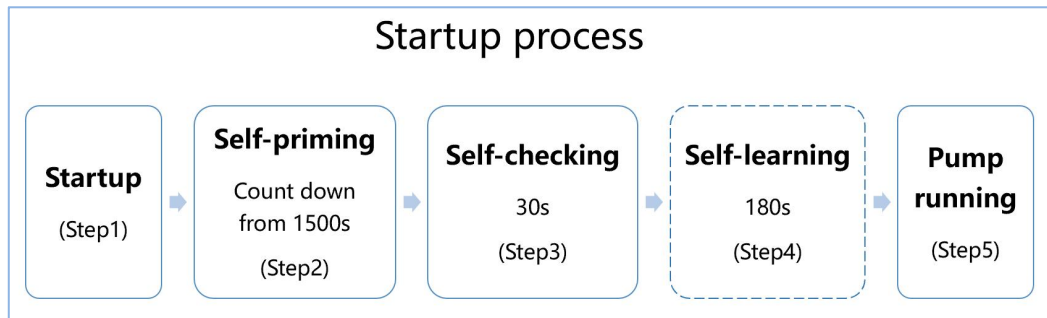 Startup process
Startup
(Step1)
Self-priming
Count down
from 1500s
(Step2)
Self-checking
30s
(Step3)
Self-learning
180s
(Step4)
Pump
running
(Step5)